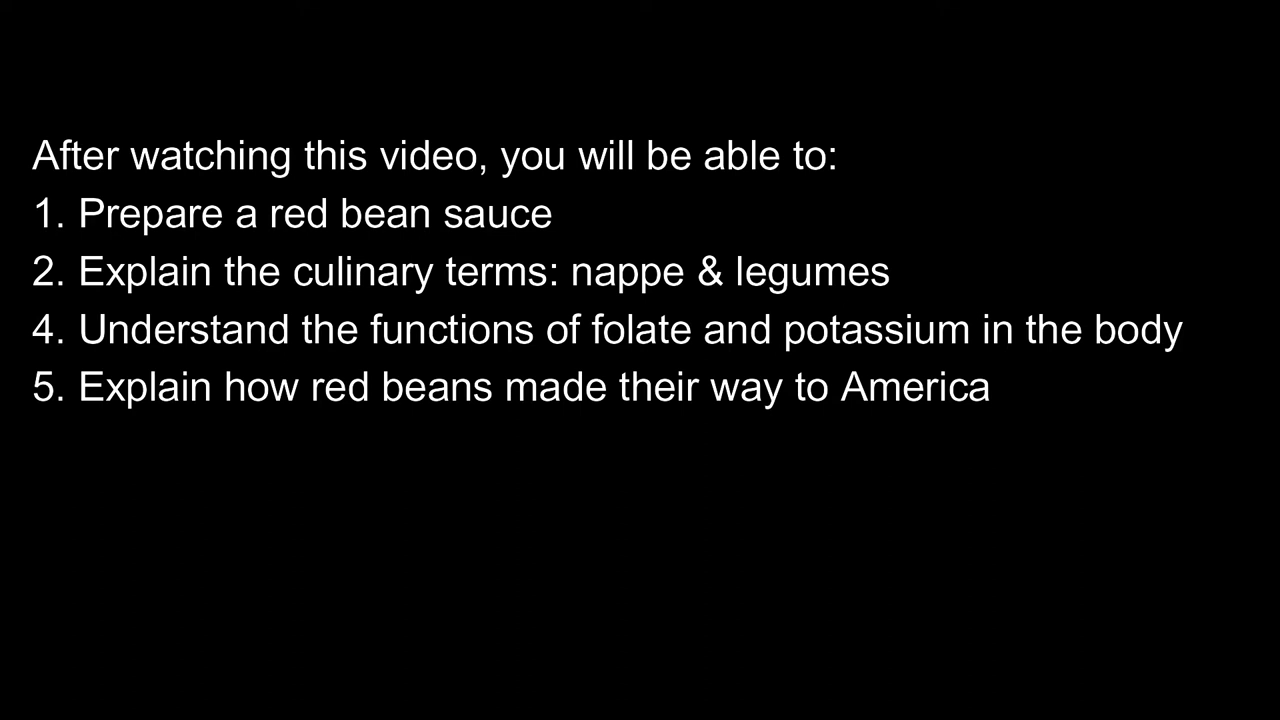 After watching this video, you will be able to:
1. Prepare a red bean sauce
2. Explain the culinary terms: nappe & legumes
4. Understand the functions of folate and potassium in the body
5. Explain how red beans made their way to America